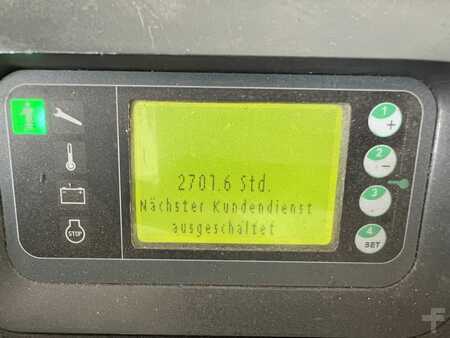 2701.6 Std.
Nächster Kundendienst
ausgeschaltet
STOP
1
+
2
-
3
.
4
SET